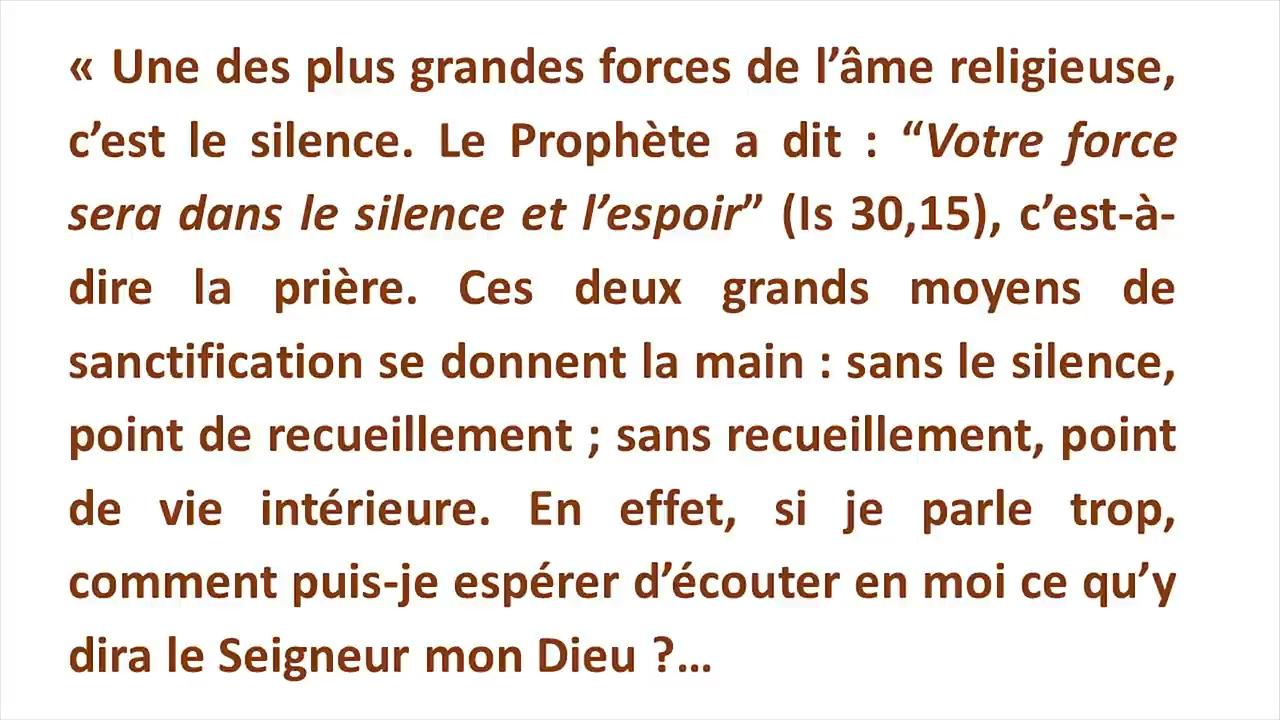 « Une des plus grandes forces de l’âme religieuse,
c’est le silence. Le Prophète a dit : “Votre force
sera dans le silence et l’espoir” (Is 30,15), c’est-à-
dire la prière. Ces deux grands moyens de
sanctification se donnent la main : sans le silence,
point de recueillement ; sans recueillement, point
de vie intérieure. En effet, si je parle trop,
comment puis-je espérer d’écouter en moi ce qu’y
dira le Seigneur mon Dieu ?…